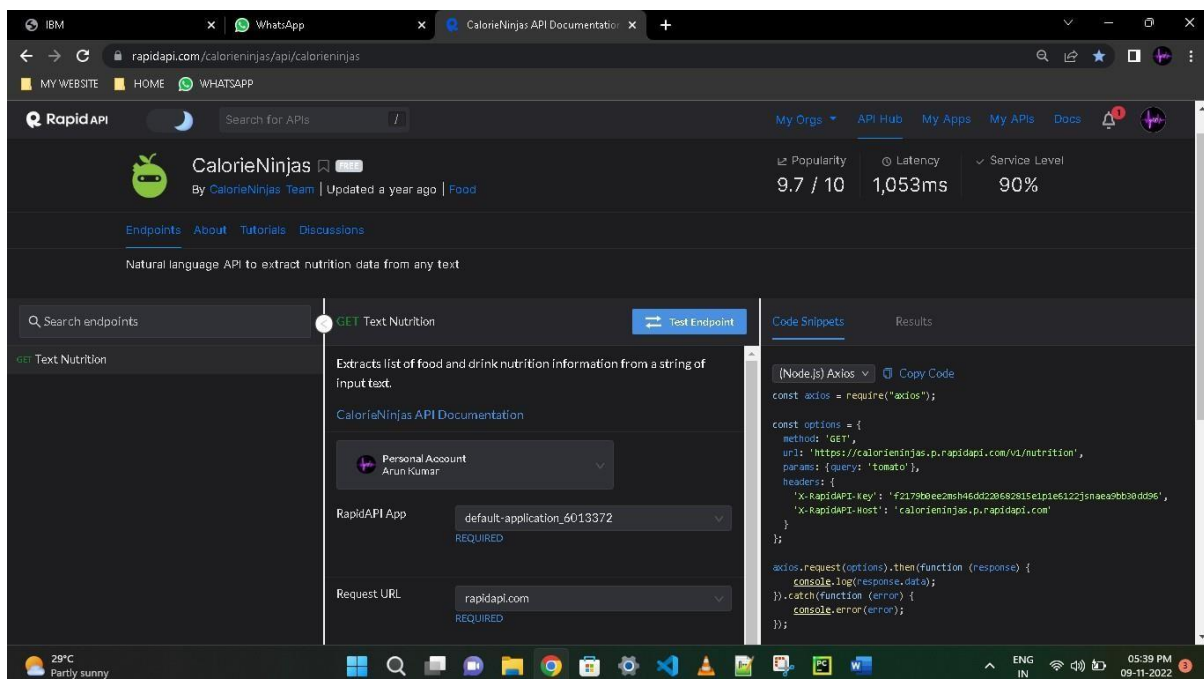 IBM
WhatsApp
CalorieNinjas API Documentation
rapidapi.com/calorieninjas/api/calorieninjas
MY WEBSITE HOME WHATSAPP
Rapid API
Search for APIs /
My Orgs API Hub My Apps My APIs Docs 1
CalorieNinjas FREE
By CalorieNinjas Team | Updated a year ago | Food
Popularity Latency Service Level
9.7 / 10 1,053ms 90%
Endpoints About Tutorials Discussions
Natural language API to extract nutrition data from any text
Search endpoints
GET Text Nutrition
GET Text Nutrition Test Endpoint
Extracts list of food and drink nutrition information from a string of
input text.
CalorieNinjas API Documentation
Personal Account
Arun Kumar
RapidAPI App default-application_6013372
REQUIRED
Request URL rapidapi.com
REQUIRED
Code Snippets Results
(Node.js) Axios Copy Code
const axios = require("axios");
const options = {
method: 'GET',
url: 'https://calorieninjas.p.rapidapi.com/v1/nutrition',
params: {query: 'tomato'},
headers: {
'X-RapidAPI-Key':
'X-RapidAPI-Host': 'calorieninjas.p.rapidapi.com'
}
};
axios.request(options).then(function (response) {
console.log(response.data);
}).catch(function (error) {
console.error(error);
});
29°C
Partly sunny
ENG
IN
05:39 PM
09-11-2022
3